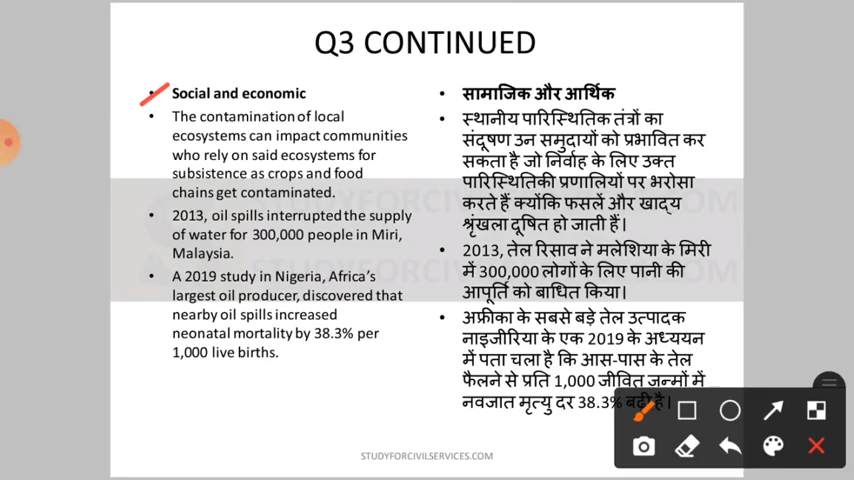 Q3 CONTINUED
• Social and economic
• The contamination of local
ecosystems can impact communities
who rely on said ecosystems for
subsistence as crops and food
chains get contaminated.
• 2013, oil spills interrupted the supply
of water for 300,000 people in Miri,
Malaysia.
• A 2019 study in Nigeria, Africa's
largest oil producer, discovered that
nearby oil spills increased
neonatal mortality by 38.3% per
1,000 live births.
• सामाजिक और आर्थिक
• स्थानीय पारिस्थितिक तंत्रों का
संदूषण उन समुदायों को प्रभावित कर
सकता है जो निर्वाह के लिए उक्त
पारिस्थितिकी प्रणालियों पर भरोसा
करते हैं क्योंकि फसलें और खाद्य
श्रृंखला दूषित हो जाती हैं।
• 2013, तेल रिसाव ने मलेशिया के मिरी
में 300,000 लोगों के लिए पानी की
आपूर्ति को बाधित किया।
• अफ्रीका के सबसे बड़े तेल उत्पादक
नाइजीरिया के एक 2019 के अध्ययन
में पता चला है कि आस-पास के तेल
फैलने से प्रति 1,000 जीवित जन्मों में
नवजात मृत्यु दर 38.3% बढ़ी है।
STUDYFORCIVILSERVICES.COM